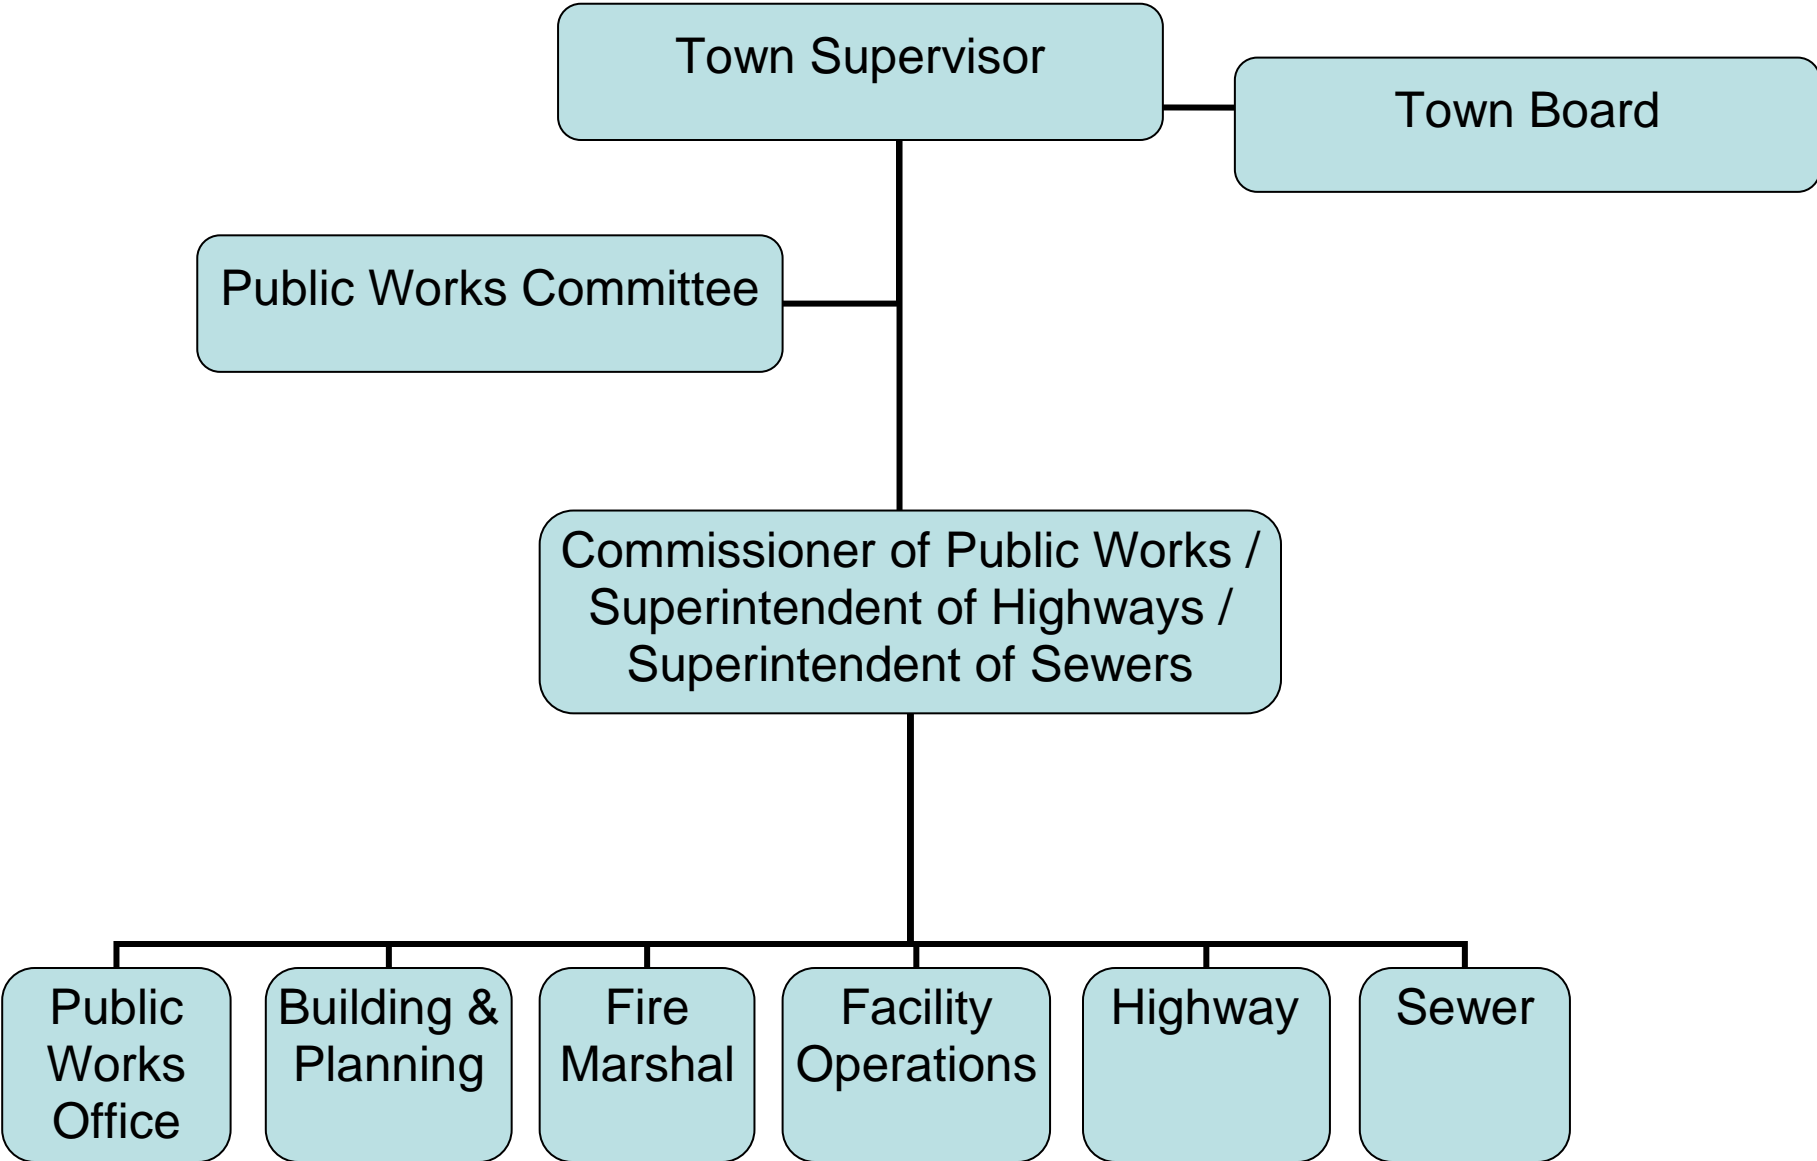 Town Supervisor
Town Board
Public Works Committee
Commissioner of Public Works /
Superintendent of Highways /
Superintendent of Sewers
Public
Works
Office
Building &
Planning
Fire
Marshal
Facility
Operations
Highway
Sewer